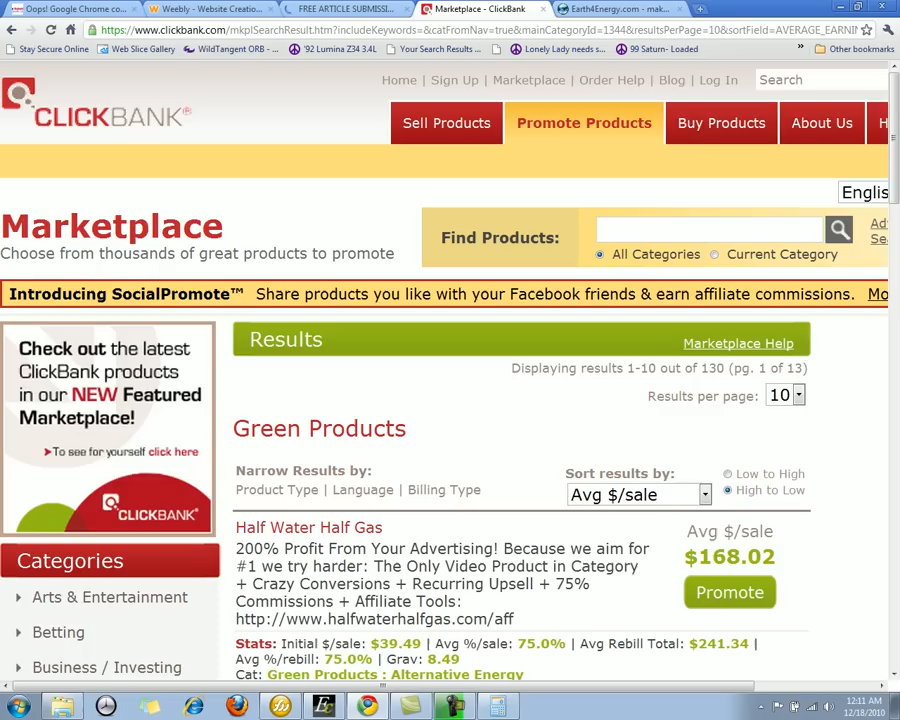 Oops! Google Chrome co...
Weebly - Website Creatio...
FREE ARTICLE SUBMISSI...
Marketplace - ClickBank
Earth4Energy.com - mak...
https://www.clickbank.com/mkplSearchResult.htm?includeKeywords=&catFromNav=true&mainCategoryId=1344&resultsPerPage=10&sortField=AVERAGE_EARNIN
Stay Secure Online
Web Slice Gallery
WildTangent ORB - ...
'92 Lumina Z34 3.4L
Your Search Results ...
Lonely Lady needs s...
99 Saturn- Loaded
»
Other bookmarks
Home | Sign Up | Marketplace | Order Help | Blog | Log In
Search
CLICKBANK®
Sell Products
Promote Products
Buy Products
About Us
H
Englis
Marketplace
Choose from thousands of great products to promote
Find Products:
All Categories
Current Category
Ad
Se
Introducing SocialPromote™ Share products you like with your Facebook friends & earn affiliate commissions. Mo
Check out the latest
ClickBank products
in our NEW Featured
Marketplace!
To see for yourself click here
CLICKBANK®
Results
Marketplace Help
Displaying results 1-10 out of 130 (pg. 1 of 13)
Results per page: 10
Green Products
Narrow Results by:
Product Type | Language | Billing Type
Sort results by:
Avg $/sale
Low to High
High to Low
Half Water Half Gas
200% Profit From Your Advertising! Because we aim for
#1 we try harder: The Only Video Product in Category
+ Crazy Conversions + Recurring Upsell + 75%
Commissions + Affiliate Tools:
http://www.halfwaterhalfgas.com/aff
Avg $/sale
$168.02
Promote
Stats: Initial $/sale: $39.49 | Avg %/sale: 75.0% | Avg Rebill Total: $241.34 |
Avg %/rebill: 75.0% | Grav: 8.49
Cat: Green Products : Alternative Energy
Categories
Arts & Entertainment
Betting
Business / Investing
12:11 AM
12/18/2010